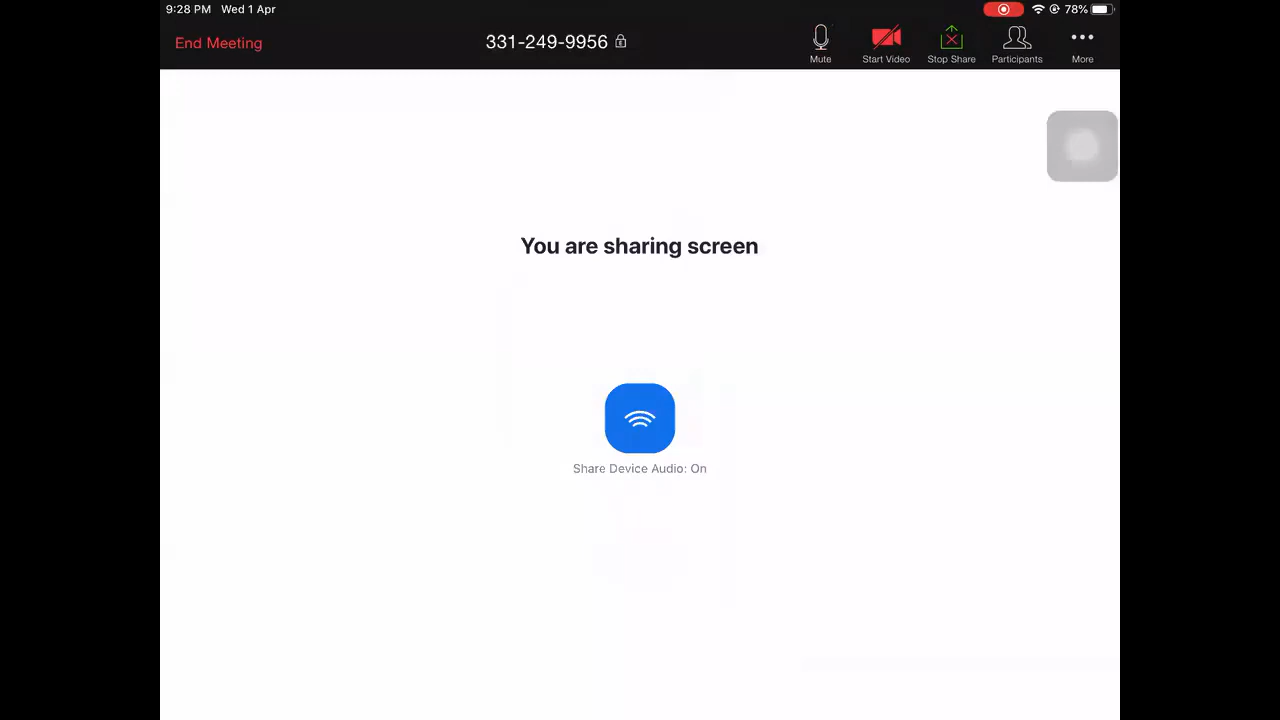 9:28 PM Wed 1 Apr
78%
End Meeting
331-249-9956
Mute
Start Video
Stop Share
Participants
More
You are sharing screen
Share Device Audio: On